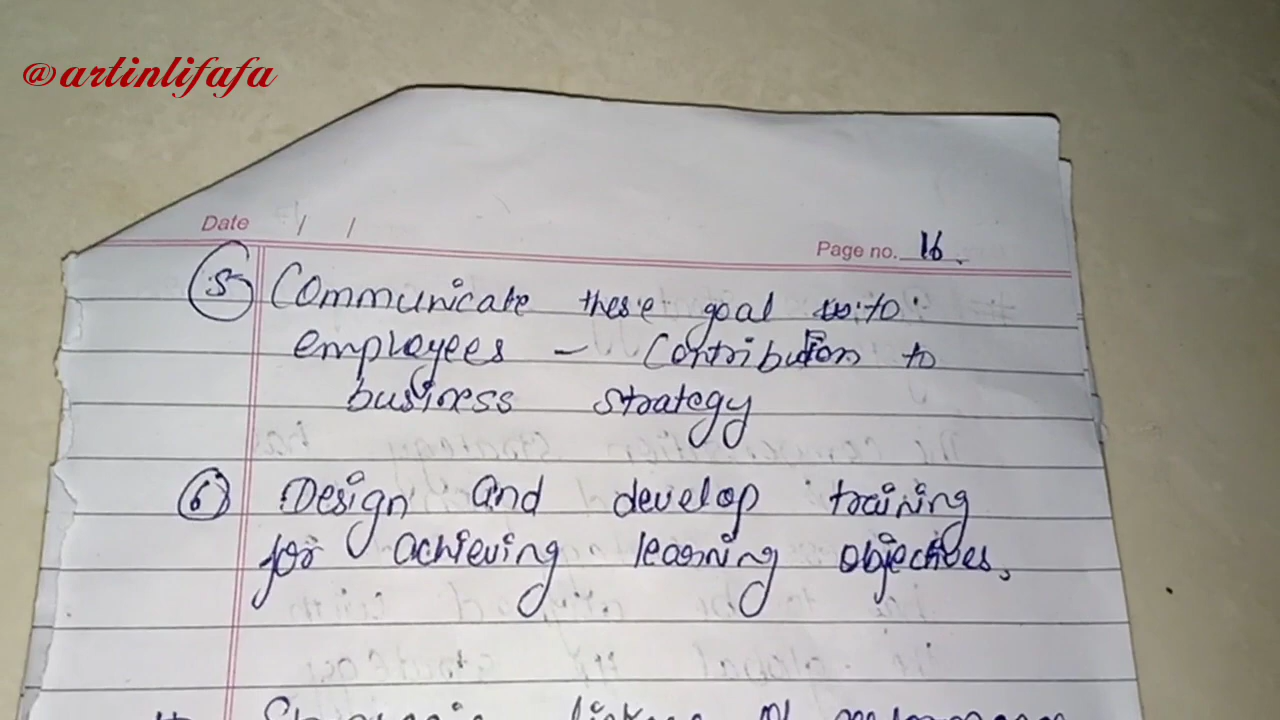 @artinlifafa
Date / /
Page no. 16
5 Communicate these goal to
employees - Contribution to
business strategy
6 Design and develop training
for achieving learning objectives.